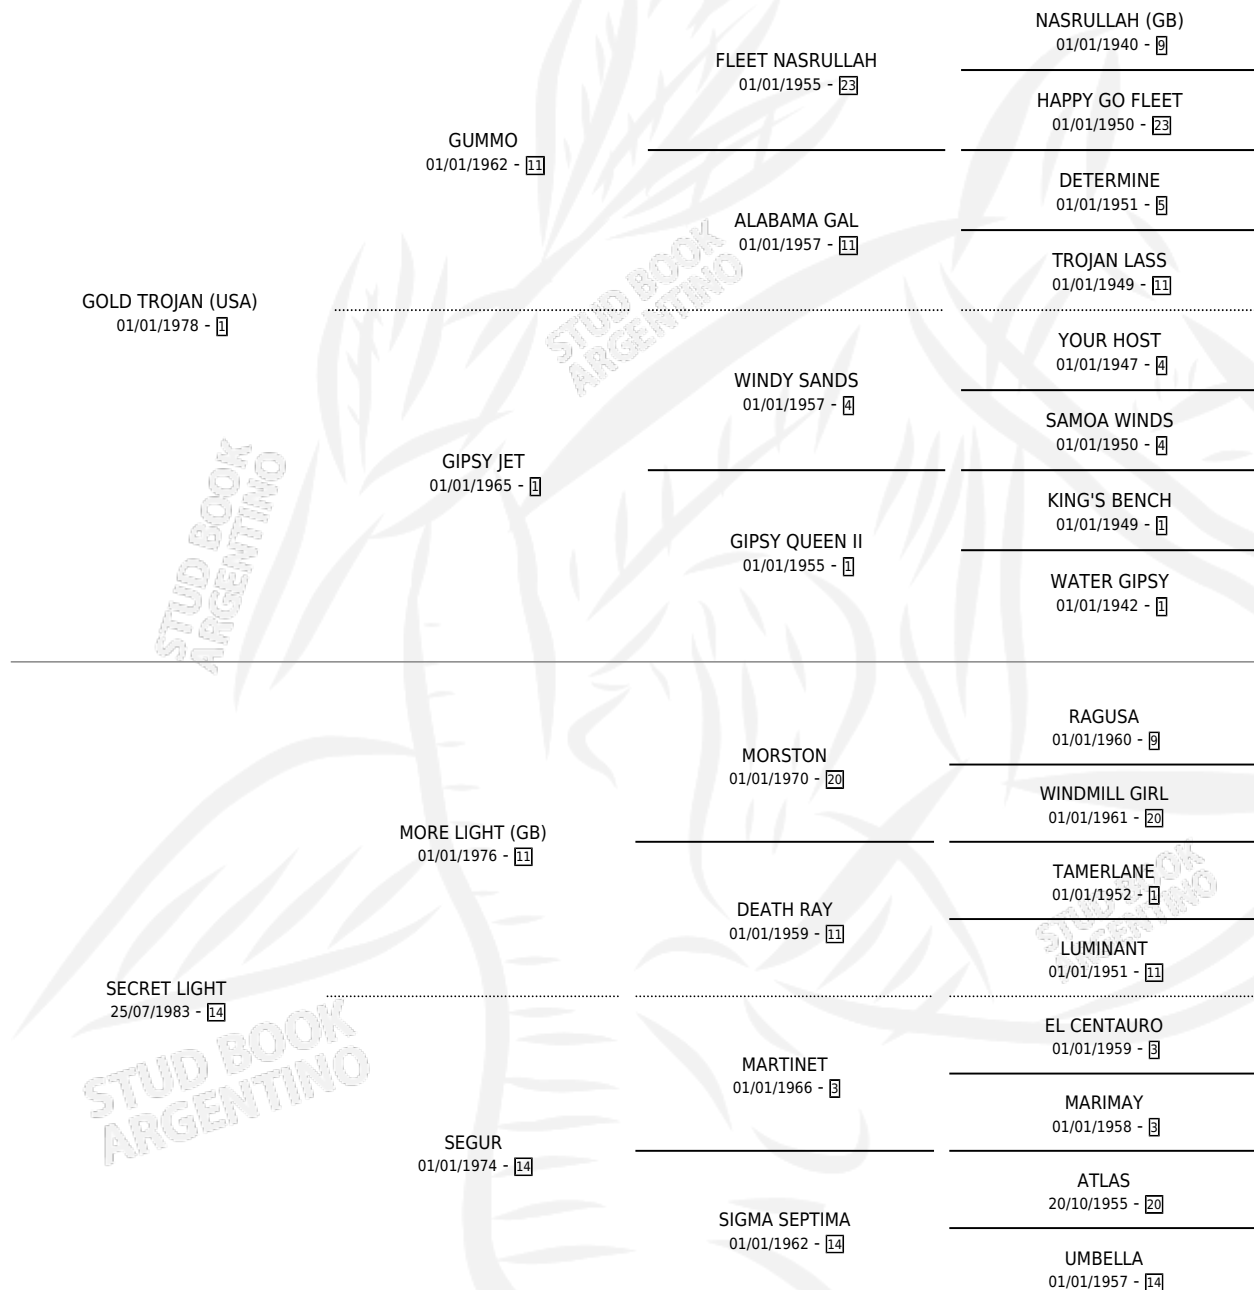 NASRULLAH (GB)
01/01/1940 - 9
FLEET NASRULLAH
01/01/1955 - 23
HAPPY GO FLEET
01/01/1950 - 23
GUMMO
01/01/1962 - 11
DETERMINE
01/01/1951 - 5
ALABAMA GAL
01/01/1957 - 11
TROJAN LASS
01/01/1949 - 11
GOLD TROJAN (USA)
01/01/1978 - 1
YOUR HOST
01/01/1947 - 4
WINDY SANDS
01/01/1957 - 4
SAMOA WINDS
01/01/1950 - 4
GIPSY JET
01/01/1965 - 1
KING'S BENCH
01/01/1949 - 1
GIPSY QUEEN II
01/01/1955 - 1
WATER GIPSY
01/01/1942 - 1
RAGUSA
01/01/1960 - 9
MORSTON
01/01/1970 - 20
WINDMILL GIRL
01/01/1961 - 20
MORE LIGHT (GB)
01/01/1976 - 11
TAMERLANE
01/01/1952 - 1
DEATH RAY
01/01/1959 - 11
LUMINANT
01/01/1951 - 11
SECRET LIGHT
25/07/1983 - 14
EL CENTAURO
01/01/1959 - 3
MARTINET
01/01/1966 - 3
MARIMAY
01/01/1958 - 3
SEGUR
01/01/1974 - 14
ATLAS
20/10/1955 - 20
SIGMA SEPTIMA
01/01/1962 - 14
UMBELLA
01/01/1957 - 14
STUD BOOK
ARGENTINO
STUD BOOK
ARGENTINO
STUD BOOK
ARGENTINO
STUD BOOK
ARGENTINO